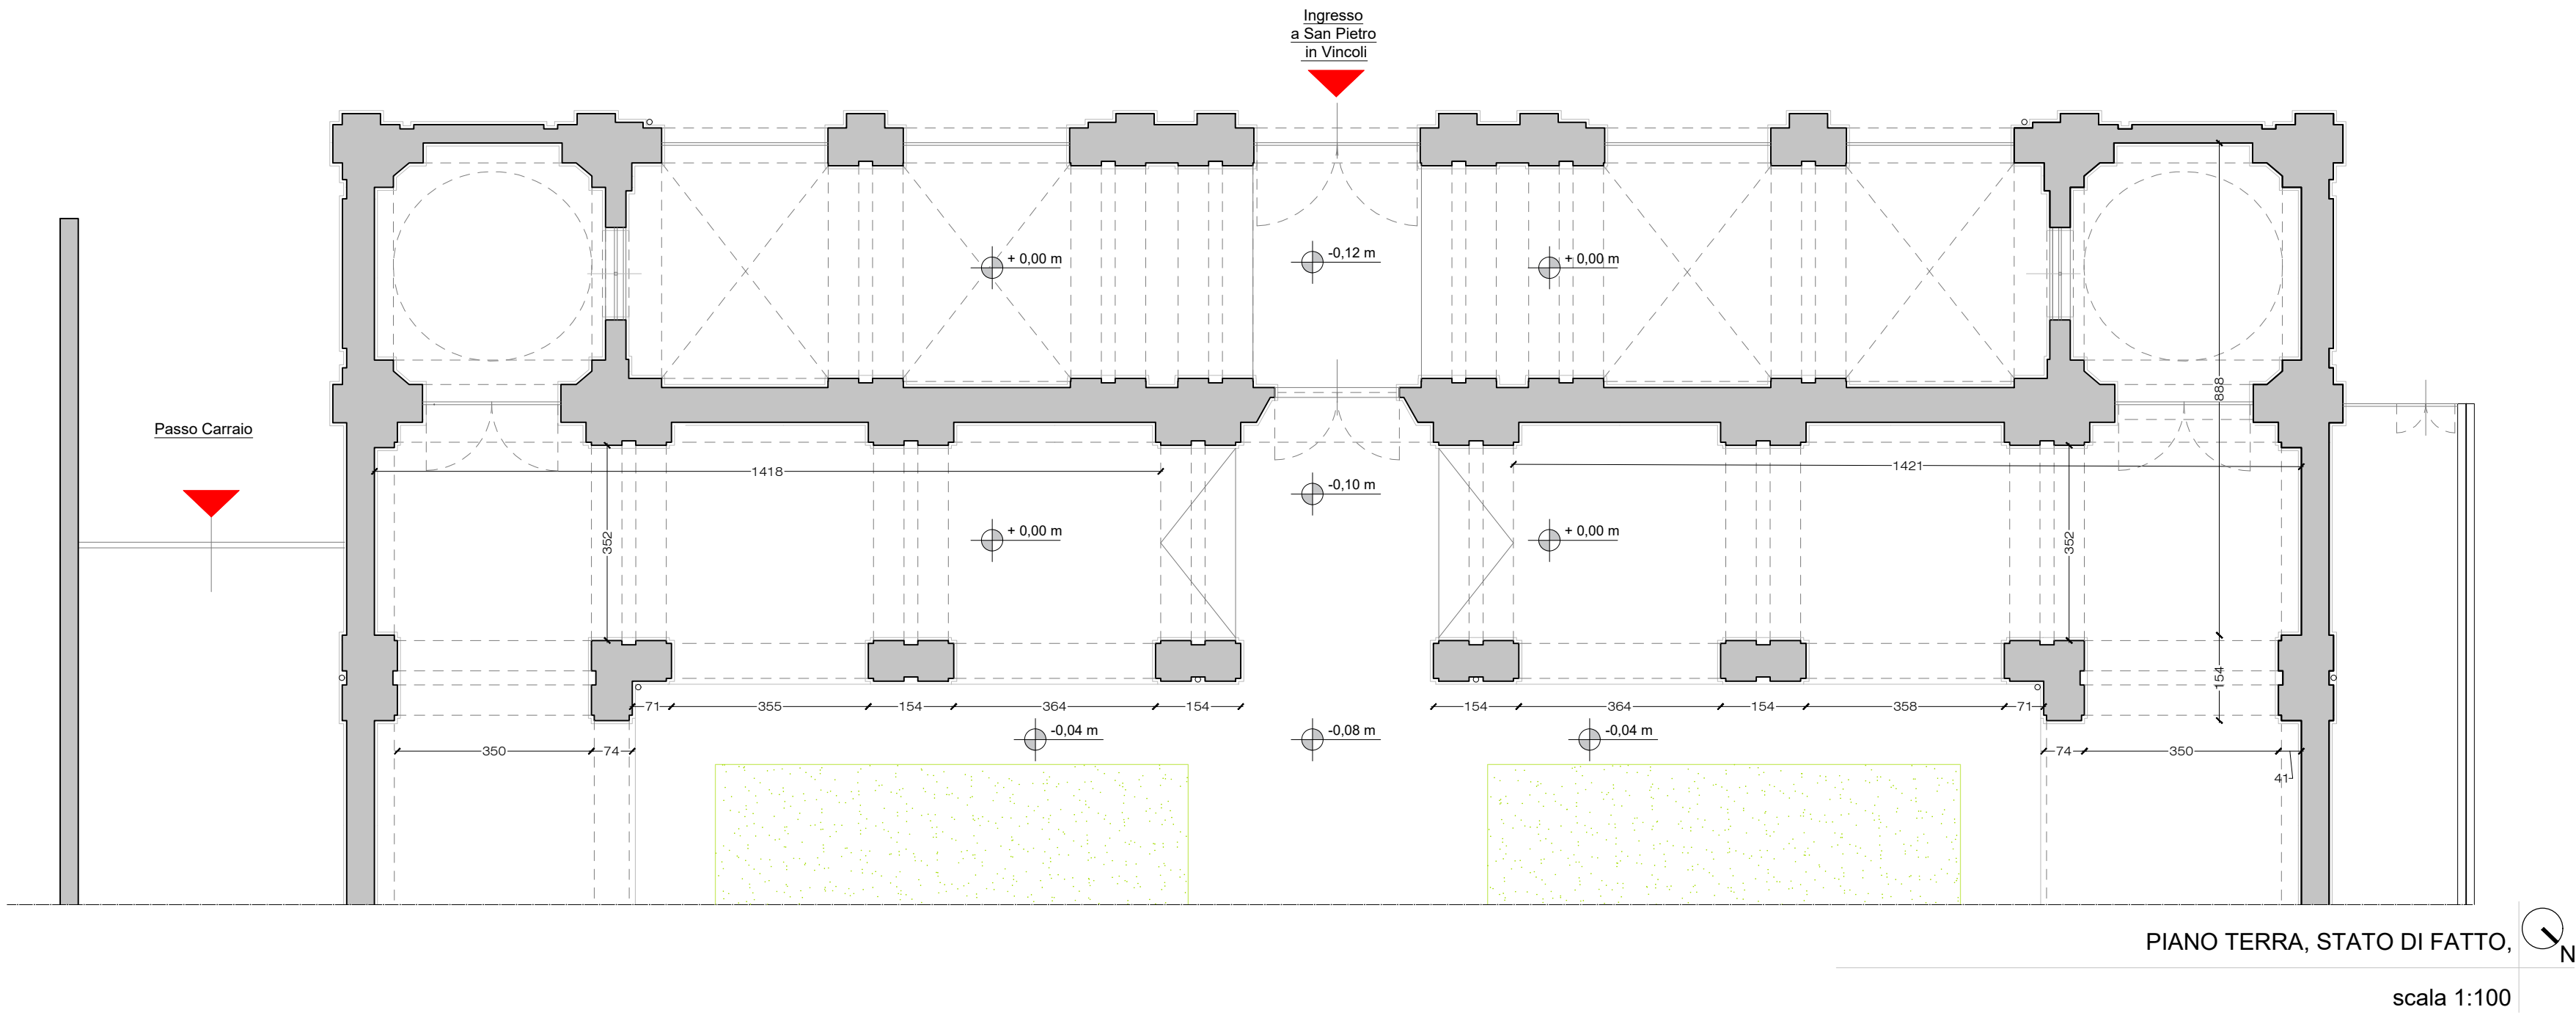 Ingresso
a San Pietro
in Vincoli
+ 0,00 m
-0,12 m
+ 0,00 m
888
Passo Carraio
1418
1421
-0,10 m
352
+ 0,00 m
+ 0,00 m
352
154
71
355
154
364
154
154
364
154
358
71
-0,04 m
-0,08 m
-0,04 m
350
74
74
350
41
PIANO TERRA, STATO DI FATTO,
N
scala 1:100